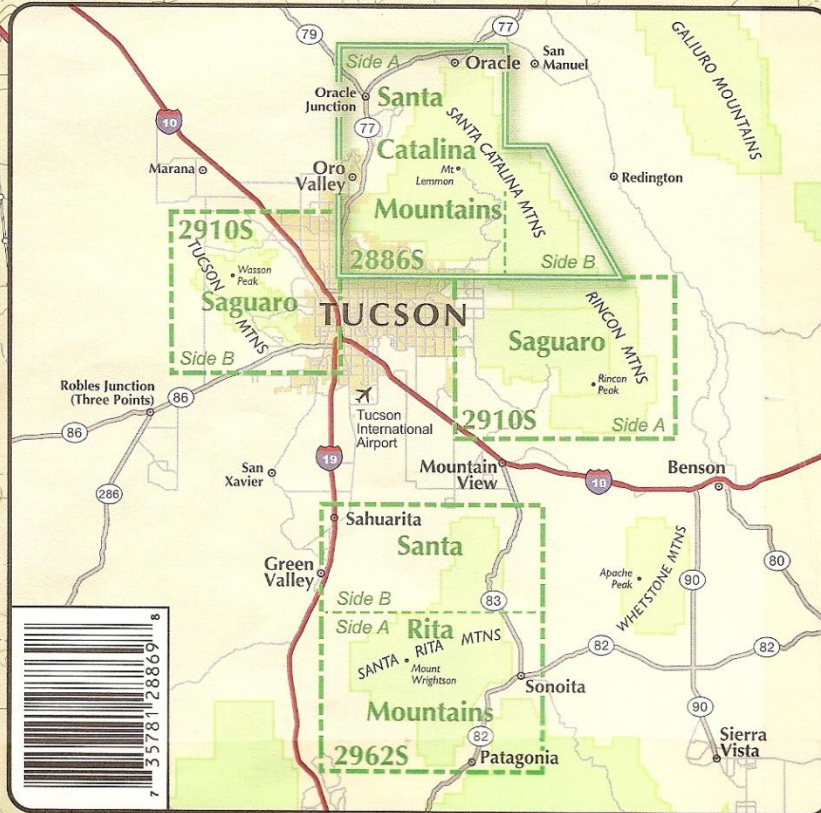 79
77
Side A
Oracle
San
Manuel
Oracle
Junction
Santa
GALIURO MOUNTAINS
10
77
SANTA CATALINA MTNS
Catalina
Marana
Oro
Valley
Mt
Lemmon
Redington
Mountains
2910S
2886S
Side B
TUCSON MTNS
Wasson
Peak
Saguaro
TUCSON
RINCON MTNS
Saguaro
Side B
Rincon
Peak
Robles Junction
(Three Points)
86
Tucson
International
Airport
2910S
Side A
86
19
San
Xavier
Mountain
View
10
Benson
286
Sahuarita
Santa
Green
Valley
Apache
Peak
WHETSTONE MTNS
90
80
Side B
83
Side A
Rita
SANTA RITA MTNS
82
82
Mount
Wrightson
Sonoita
Mountains
90
82
Sierra
Vista
2962S
Patagonia
7 35781 28869 8